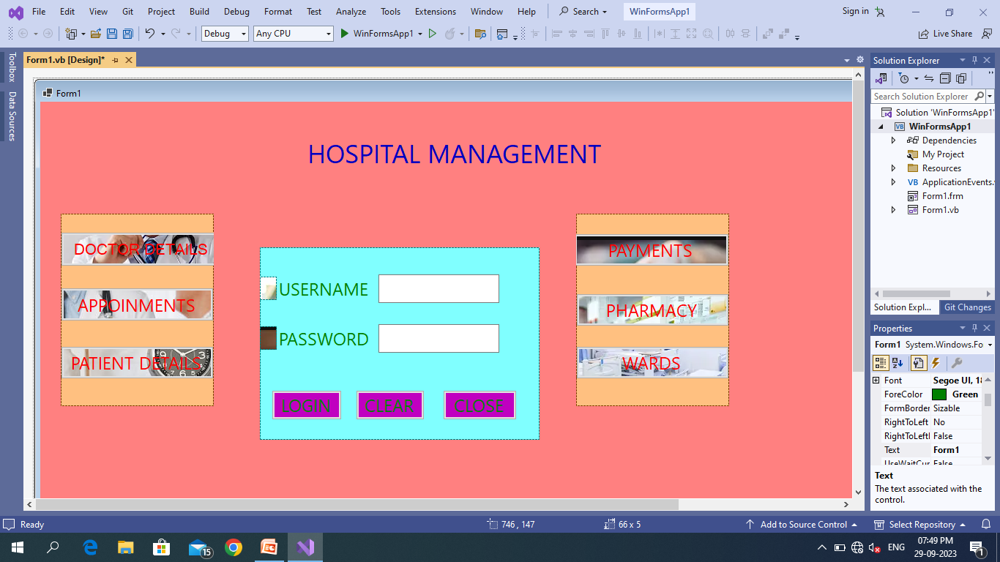 File Edit View Git Project Build Debug Format Test Analyze Tools Extensions Window Help Search WinFormsApp1 Sign in
Debug Any CPU WinFormsApp1 Live Share
Toolbox
Data Sources
Form1.vb [Design]*
Form1
HOSPITAL MANAGEMENT
DOCTOR DETAILS
APPOINMENTS
PATIENT DETAILS
USERNAME
PASSWORD
LOGIN CLEAR CLOSE
PAYMENTS
PHARMACY
WARDS
Solution Explorer
Search Solution Explorer
Solution 'WinFormsApp1'
WinFormsApp1
Dependencies
My Project
Resources
ApplicationEvents.
Form1.frm
Form1.vb
Solution Expl... Git Changes
Properties
Form1 System.Windows.Fo
Font Segoe UI, 18
ForeColor Green
FormBorder Sizable
RightToLeft No
RightToLeftl False
Text Form1
UseWaitCur False
Text
The text associated with the
control.
Ready 746 , 147 66 x 5 Add to Source Control Select Repository
15
07:49 PM
ENG
29-09-2023
1